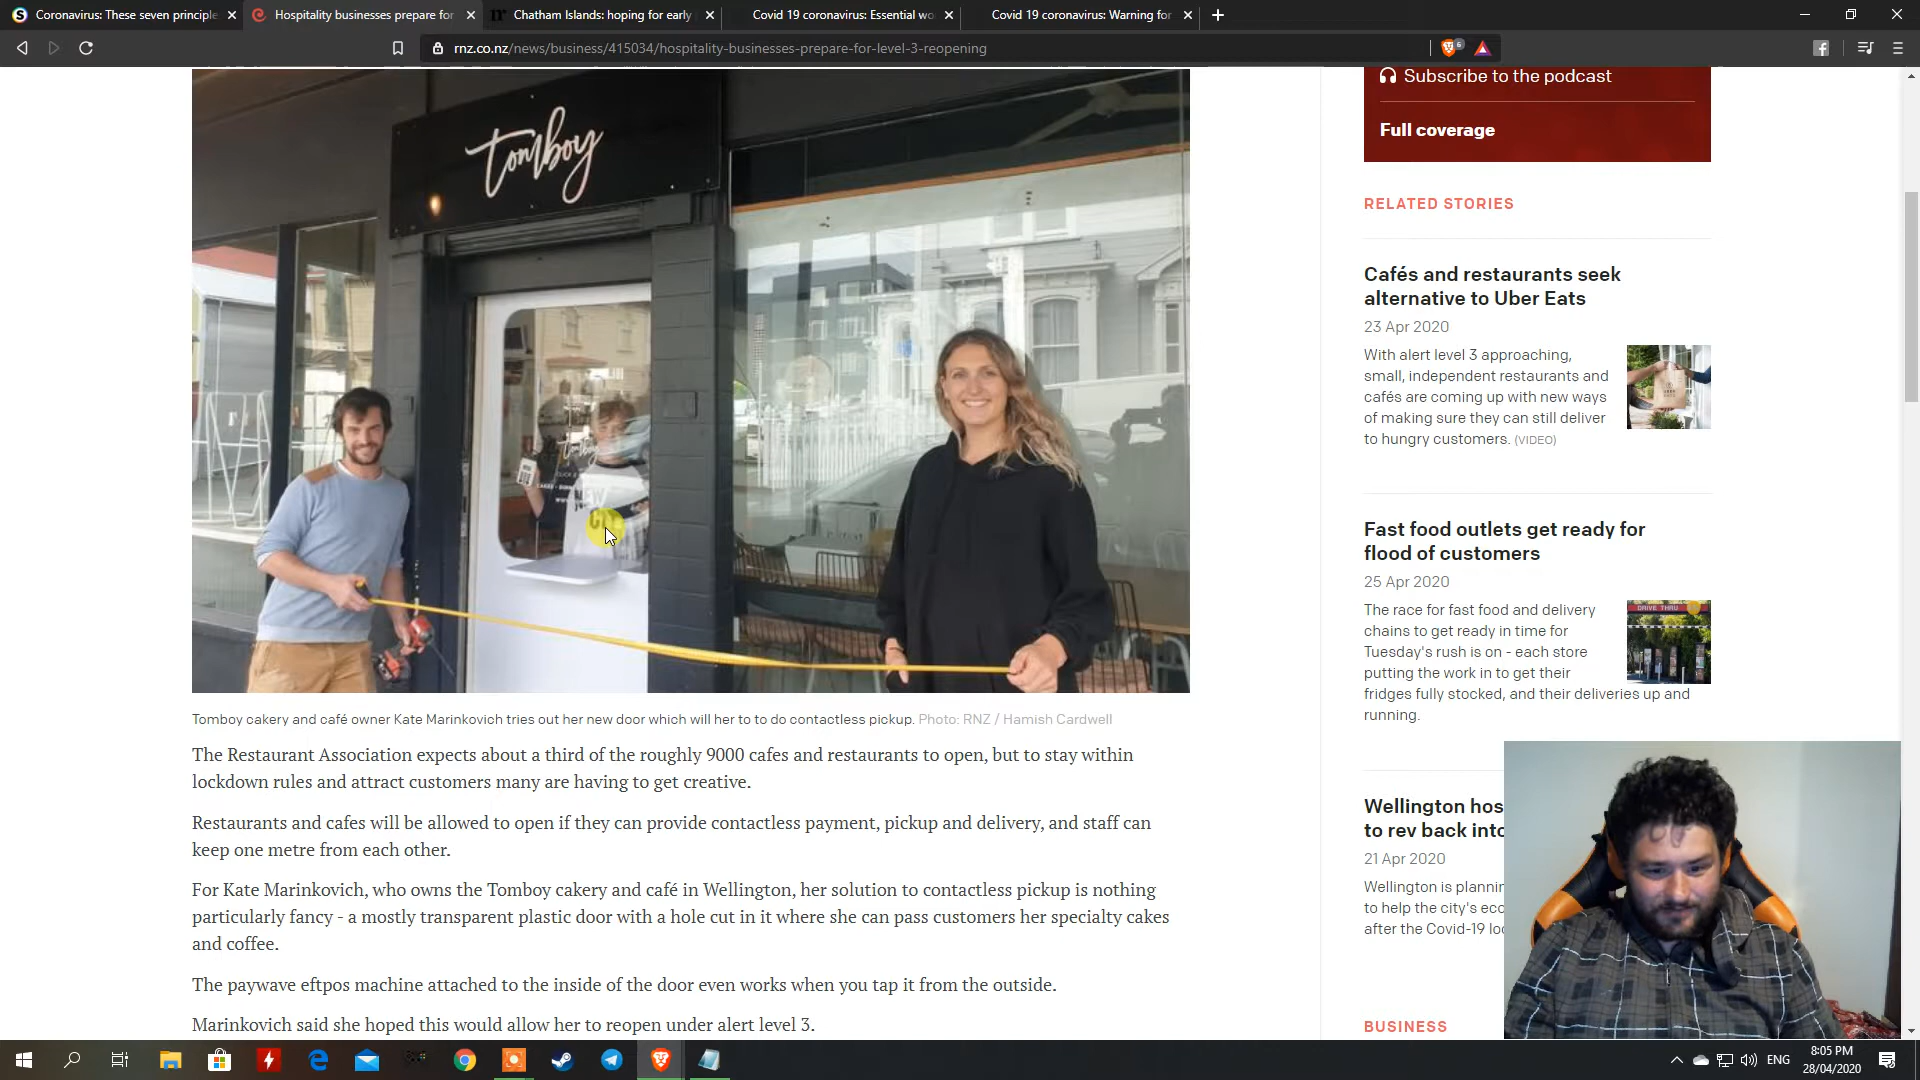 Coronavirus: These seven principle
Hospitality businesses prepare for
Chatham Islands: hoping for early
Covid 19 coronavirus: Essential wo
Covid 19 coronavirus: Warning for
rnz.co.nz/news/business/415034/hospitality-businesses-prepare-for-level-3-reopening
6
tomboy
tomboy
Tomboy cakery and café owner Kate Marinkovich tries out her new door which will her to to do contactless pickup. Photo: RNZ / Hamish Cardwell
The Restaurant Association expects about a third of the roughly 9000 cafes and restaurants to open, but to stay within
lockdown rules and attract customers many are having to get creative.
Restaurants and cafes will be allowed to open if they can provide contactless payment, pickup and delivery, and staff can
keep one metre from each other.
For Kate Marinkovich, who owns the Tomboy cakery and café in Wellington, her solution to contactless pickup is nothing
particularly fancy - a mostly transparent plastic door with a hole cut in it where she can pass customers her specialty cakes
and coffee.
The paywave eftpos machine attached to the inside of the door even works when you tap it from the outside.
Marinkovich said she hoped this would allow her to reopen under alert level 3.
Subscribe to the podcast
Full coverage
RELATED STORIES
Cafés and restaurants seek
alternative to Uber Eats
23 Apr 2020
With alert level 3 approaching,
small, independent restaurants and
cafés are coming up with new ways
of making sure they can still deliver
to hungry customers. (VIDEO)
Fast food outlets get ready for
flood of customers
25 Apr 2020
The race for fast food and delivery
chains to get ready in time for
Tuesday's rush is on - each store
putting the work in to get their
fridges fully stocked, and their deliveries up and
running.
DRIVE THRU
Wellington hos
to rev back into
21 Apr 2020
Wellington is plannin
to help the city's eco
after the Covid-19 lo
BUSINESS
ENG
8:05 PM
28/04/2020